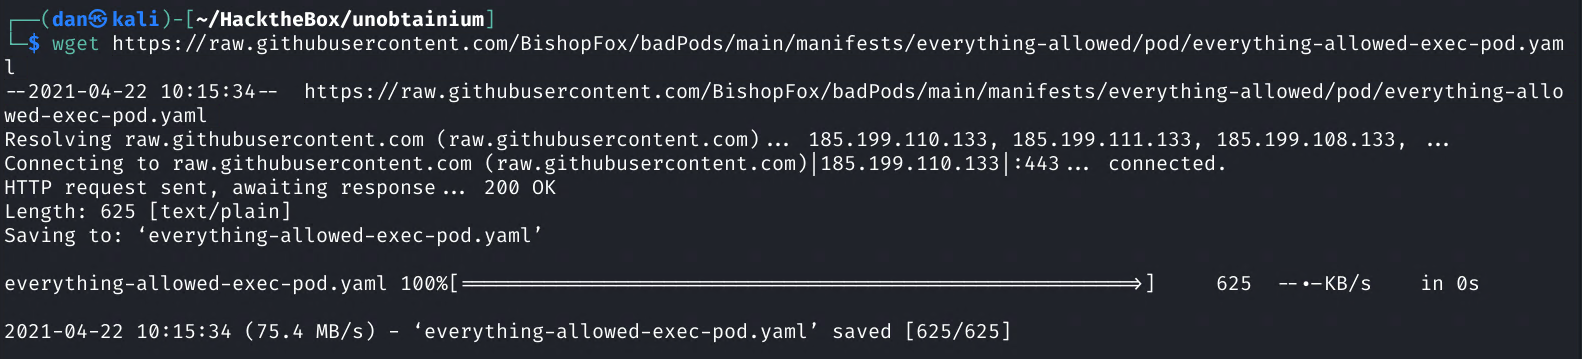 ┌──(dan㉿kali)-[~/HacktheBox/unobtainium]
└─$ wget https://raw.githubusercontent.com/BishopFox/badPods/main/manifests/everything-allowed/pod/everything-allowed-exec-pod.yam
l
--2021-04-22 10:15:34--  https://raw.githubusercontent.com/BishopFox/badPods/main/manifests/everything-allowed/pod/everything-allo
wed-exec-pod.yaml
Resolving raw.githubusercontent.com (raw.githubusercontent.com)... 185.199.110.133, 185.199.111.133, 185.199.108.133, ...
Connecting to raw.githubusercontent.com (raw.githubusercontent.com)|185.199.110.133|:443... connected.
HTTP request sent, awaiting response... 200 OK
Length: 625 [text/plain]
Saving to: ‘everything-allowed-exec-pod.yaml’
everything-allowed-exec-pod.yaml 100%[=========================================================>]     625  --.-KB/s    in 0s
2021-04-22 10:15:34 (75.4 MB/s) - ‘everything-allowed-exec-pod.yaml’ saved [625/625]